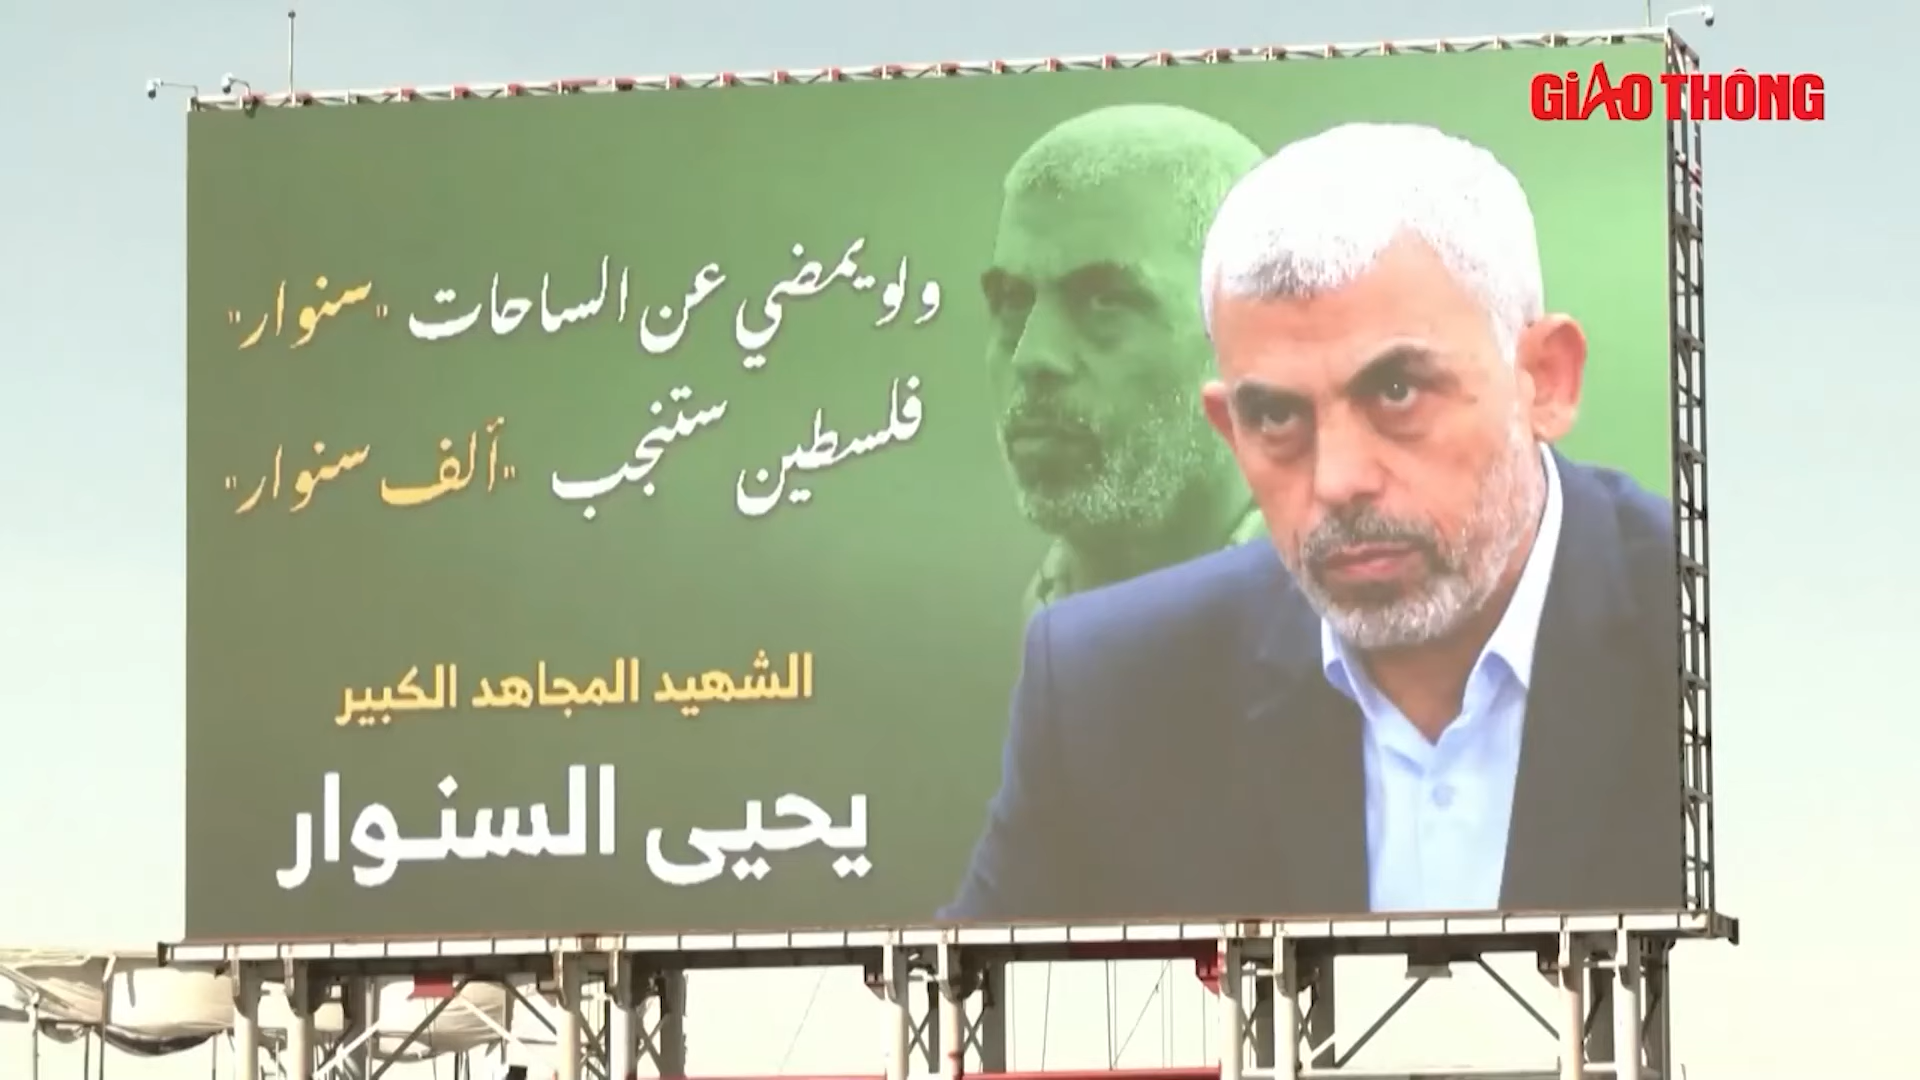 GIAO THÔNG
ولو يمضي عن الساحات "سنوار"
فلسطين ستنجب "ألف سنوار"
الشهيد المجاهد الكبير
يحيى السنوار